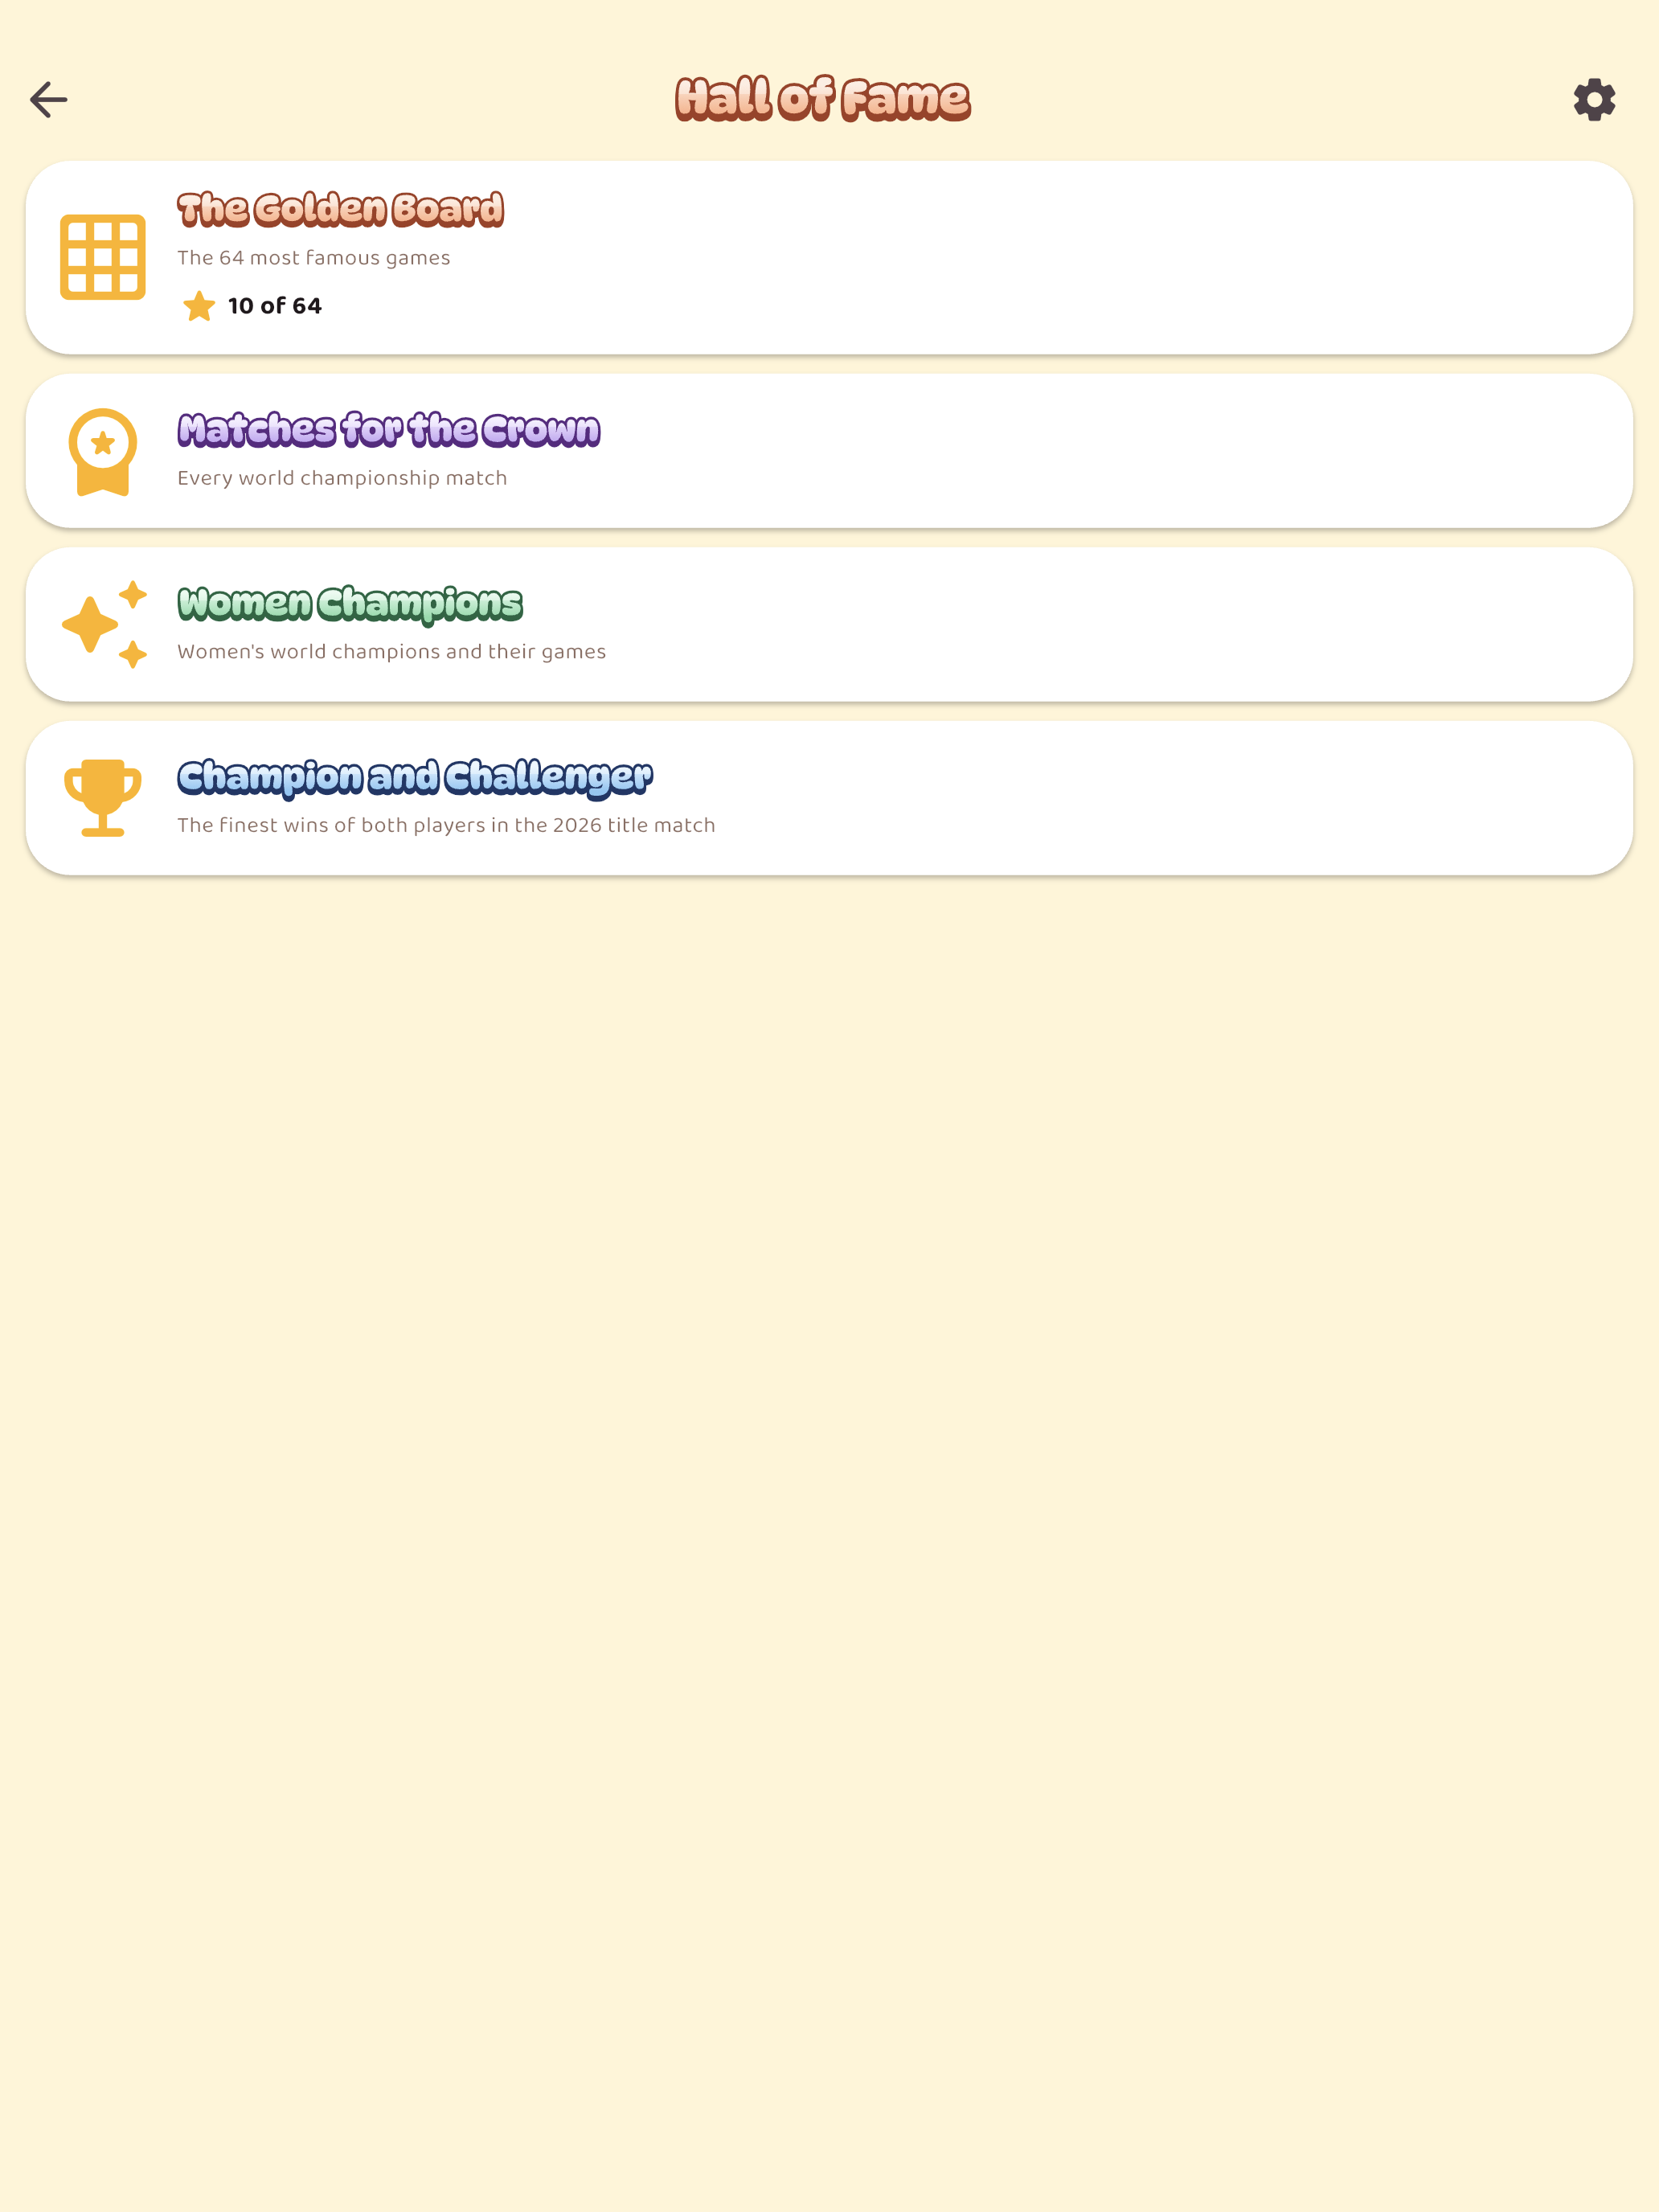 Hall of Fame
The Golden Board
The 64 most famous games
10 of 64
Matches for the Crown
Every world championship match
Women Champions
Women's world champions and their games
Champion and Challenger
The finest wins of both players in the 2026 title match